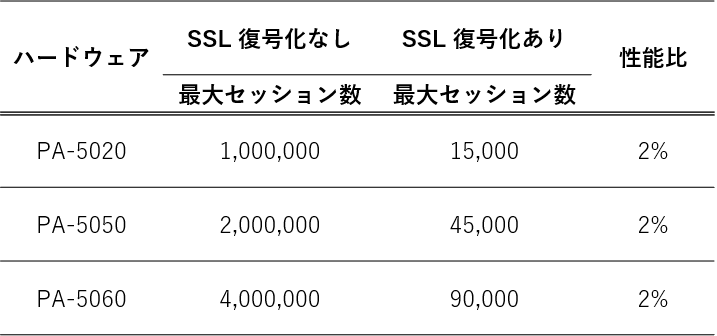 ハードウェア SSL 復号化なし SSL 復号化あり 性能比
最大セッション数 最大セッション数
PA-5020 1,000,000 15,000 2%
PA-5050 2,000,000 45,000 2%
PA-5060 4,000,000 90,000 2%